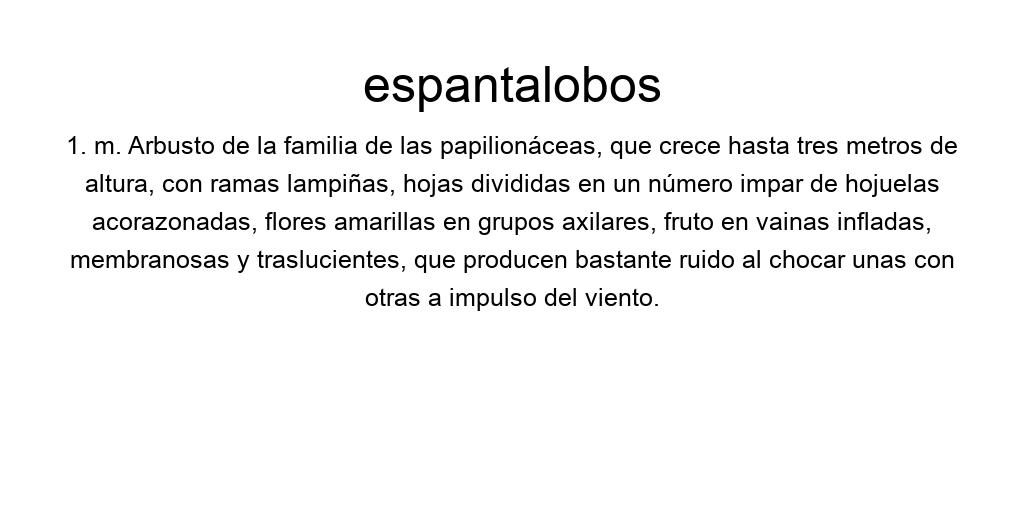 espantalobos
1. m. Arbusto de la familia de las papilionáceas, que crece hasta tres metros de
altura, con ramas lampiñas, hojas divididas en un número impar de hojuelas
acorazonadas, flores amarillas en grupos axilares, fruto en vainas infladas,
membranosas y traslucientes, que producen bastante ruido al chocar unas con
otras a impulso del viento.